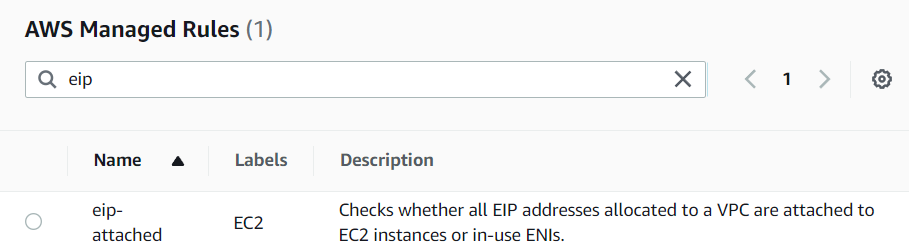 AWS Managed Rules (1)
eip
1
Name Labels Description
eip- Checks whether all EIP addresses allocated to a VPC are attached to
attached EC2 EC2 instances or in-use ENIs.